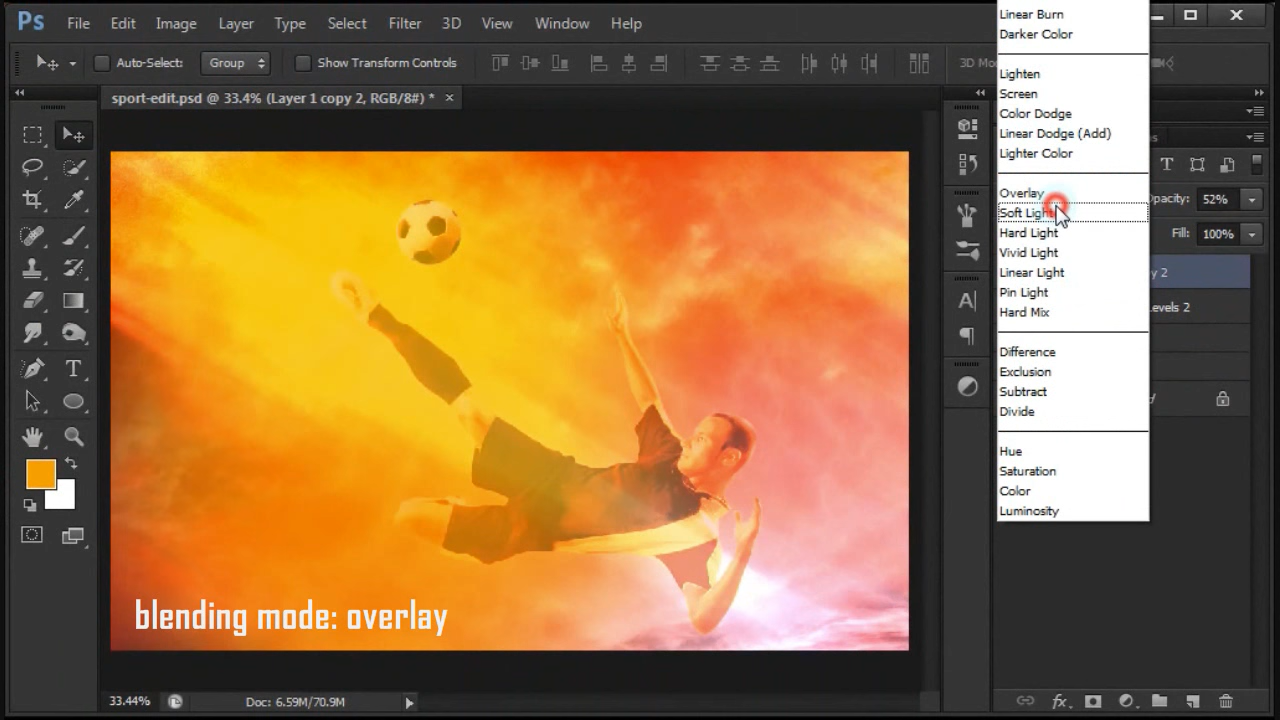 Ps File Edit Image Layer Type Select Filter 3D View Window Help
Auto-Select: Group Show Transform Controls
sport-edit.psd @ 33.4% (Layer 1 copy 2, RGB/8#) *
Linear Burn
Darker Color
Lighten
Screen
Color Dodge
Linear Dodge (Add)
Lighter Color
Overlay
Soft Light
Hard Light
Vivid Light
Linear Light
Pin Light
Hard Mix
Difference
Exclusion
Subtract
Divide
Hue
Saturation
Color
Luminosity
52%
Fill: 100%
y 2
evels 2
blending mode: overlay
33.44% Doc: 6.59M/70.9M